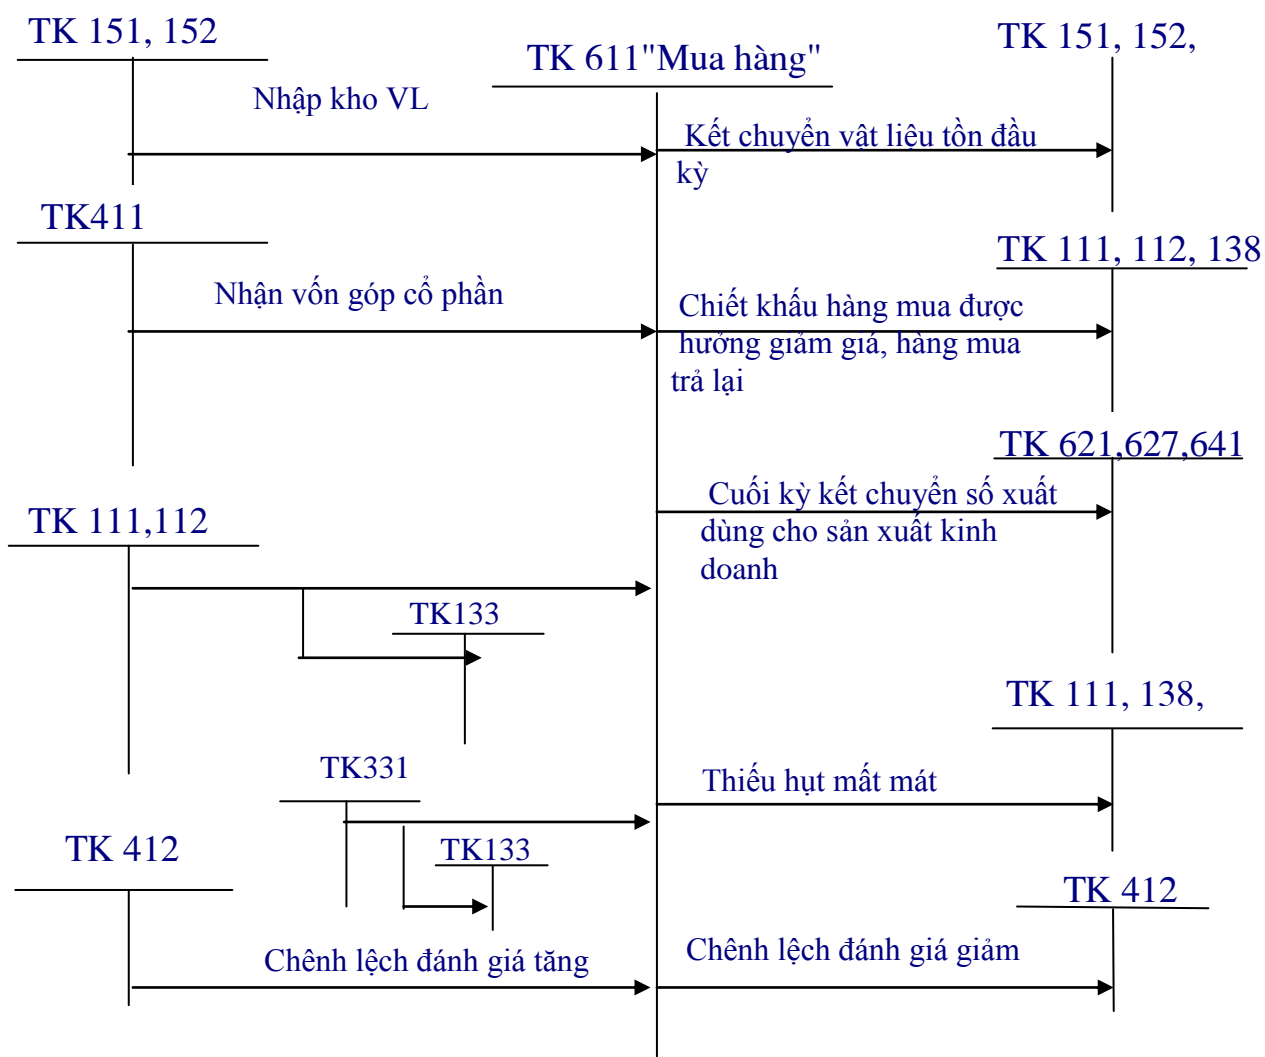 TK 151, 152
TK 611"Mua hàng"
TK 151, 152,
Nhập kho VL
Kết chuyển vật liệu tồn đầu
kỳ
TK411
TK 111, 112, 138
Nhận vốn góp cổ phần
Chiết khấu hàng mua được
hưởng giảm giá, hàng mua
trả lại
TK 621,627,641
Cuối kỳ kết chuyển số xuất
dùng cho sản xuất kinh
doanh
TK 111,112
TK133
TK 111, 138,
TK331
Thiếu hụt mất mát
TK 412
TK133
TK 412
Chênh lệch đánh giá tăng
Chênh lệch đánh giá giảm